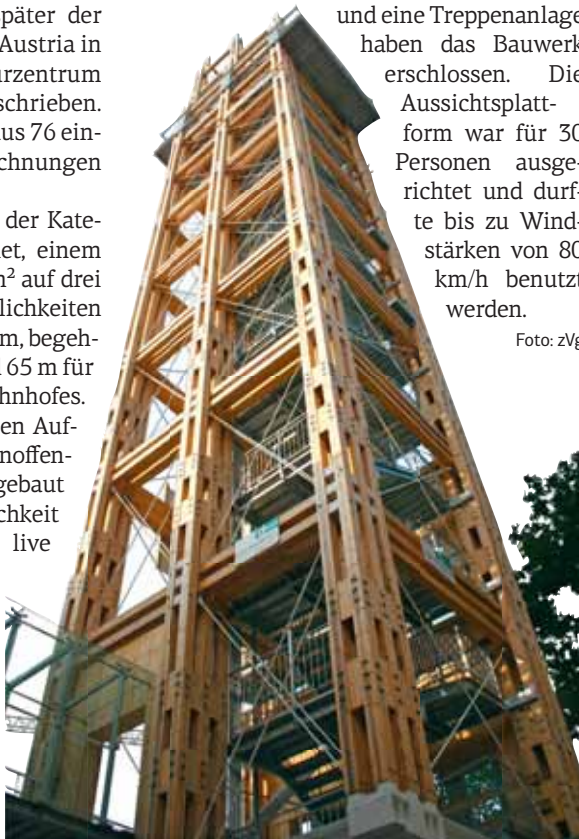 später der
Austria in
urzentrum
schrieben.
us 76 ein-
chnungen
der Kate-
et, einem
m² auf drei
lichkeiten
m, begeh-
65 m für
hnhofes.
en Auf-
noffen-
gebaut
chkeit
live
und eine Treppenanlage
haben das Bauwerk
erschlossen. Die
Aussichtsplatt-
form war für 30
Personen ausge-
richtet und durf-
te bis zu Wind-
stärken von 80
km/h benutzt
werden.
Foto: zVg